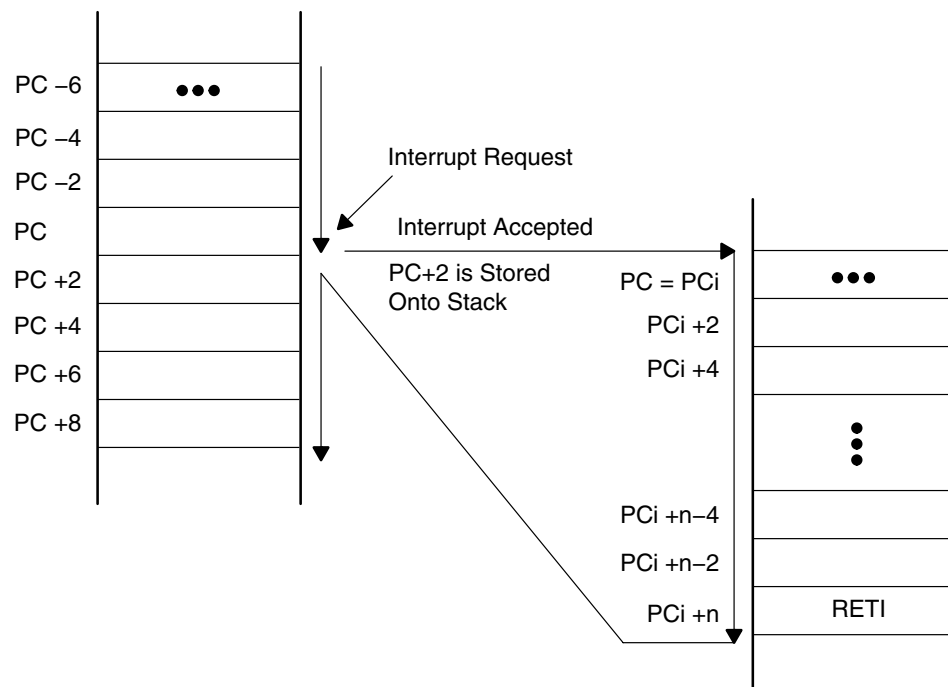 PC −6
PC −4
PC −2
PC
PC +2
PC +4
PC +6
PC +8
Interrupt Request
Interrupt Accepted
PC+2 is Stored
Onto Stack
PC = PCi
PCi +2
PCi +4
PCi +n−4
PCi +n−2
PCi +n
RETI